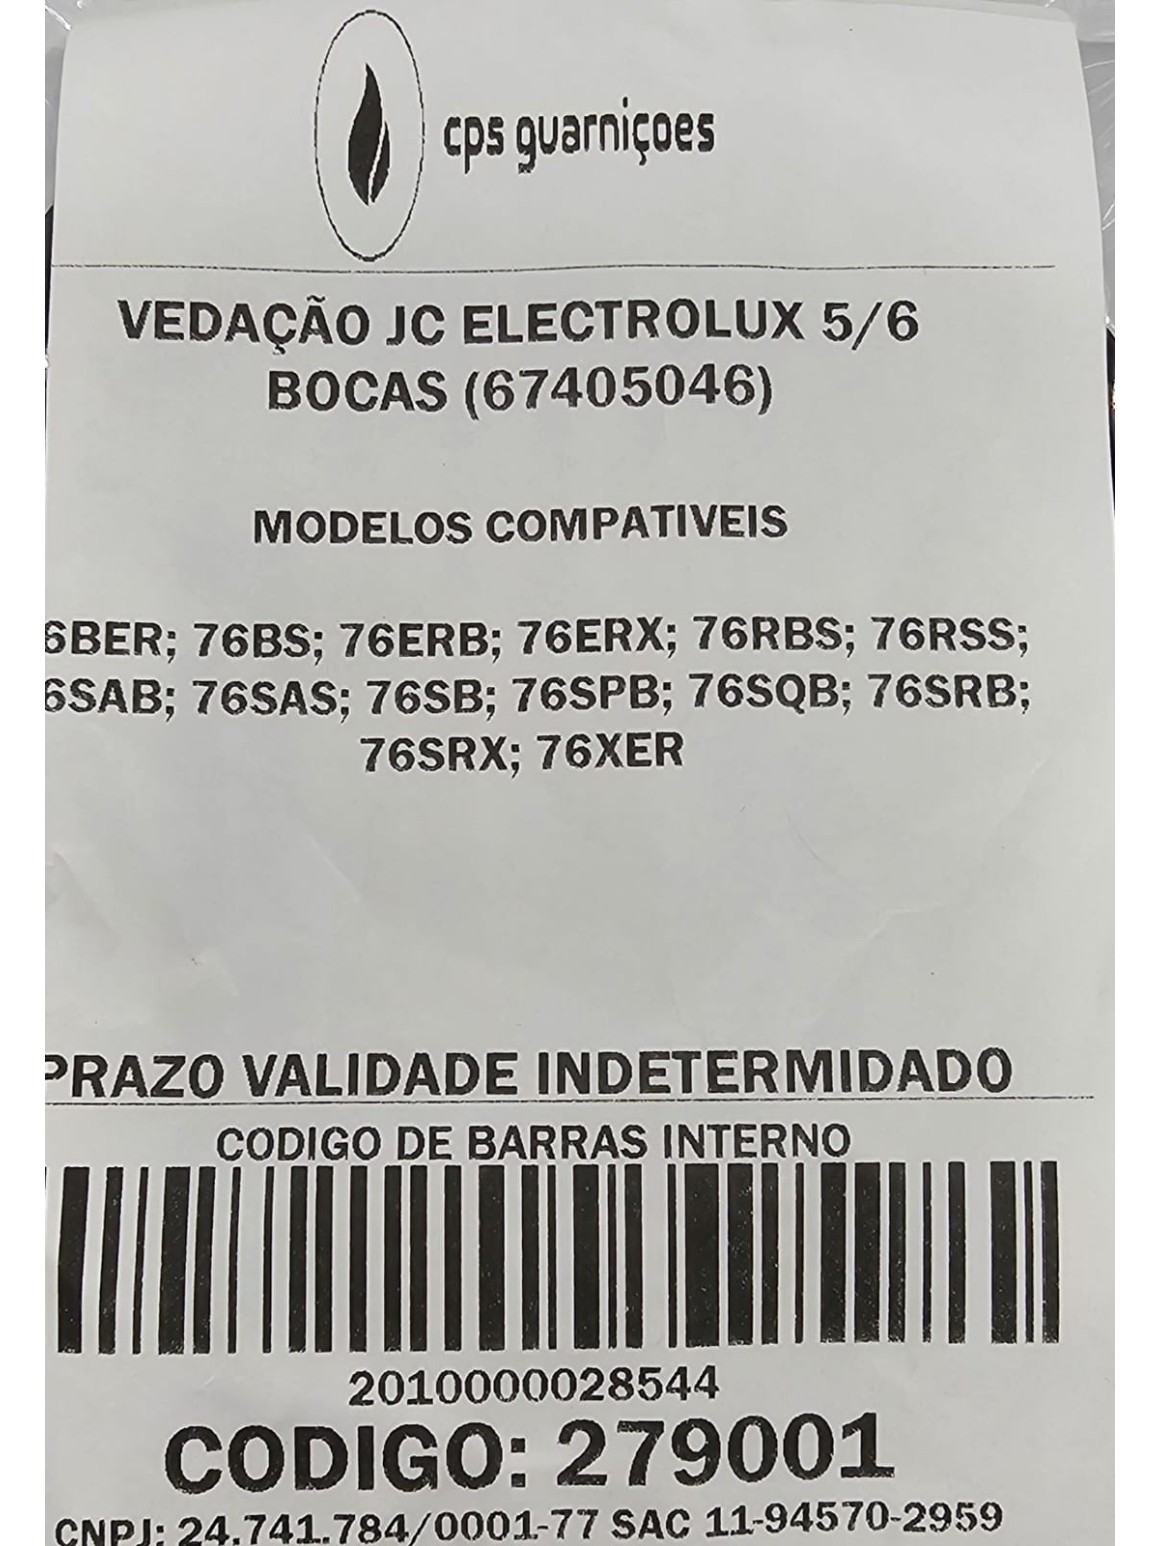 cps guarniçoes
VEDAÇÃO JC ELECTROLUX 5/6
BOCAS (67405046)
MODELOS COMPATIVEIS
6BER; 76BS; 76ERB; 76ERX; 76RBS; 76RSS;
6SAB; 76SAS; 76SB; 76SPB; 76SQB; 76SRB;
76SRX; 76XER
PRAZO VALIDADE INDETERMIDADO
CODIGO DE BARRAS INTERNO
2010000028544
CODIGO: 279001
CNPJ: 24.741.784/0001-77 SAC 11-94570-2959